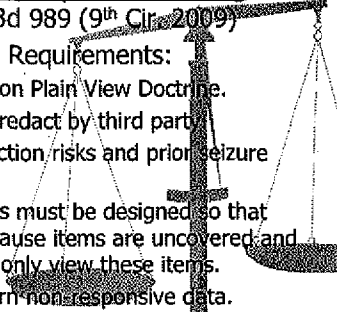 3d 989 (9th Cir. 2009)
Requirements:
on Plain View Doctrine.
redact by third party
ction risks and prior seizure
s must be designed so that
ause items are uncovered and
only view these items.
rn non-responsive data.